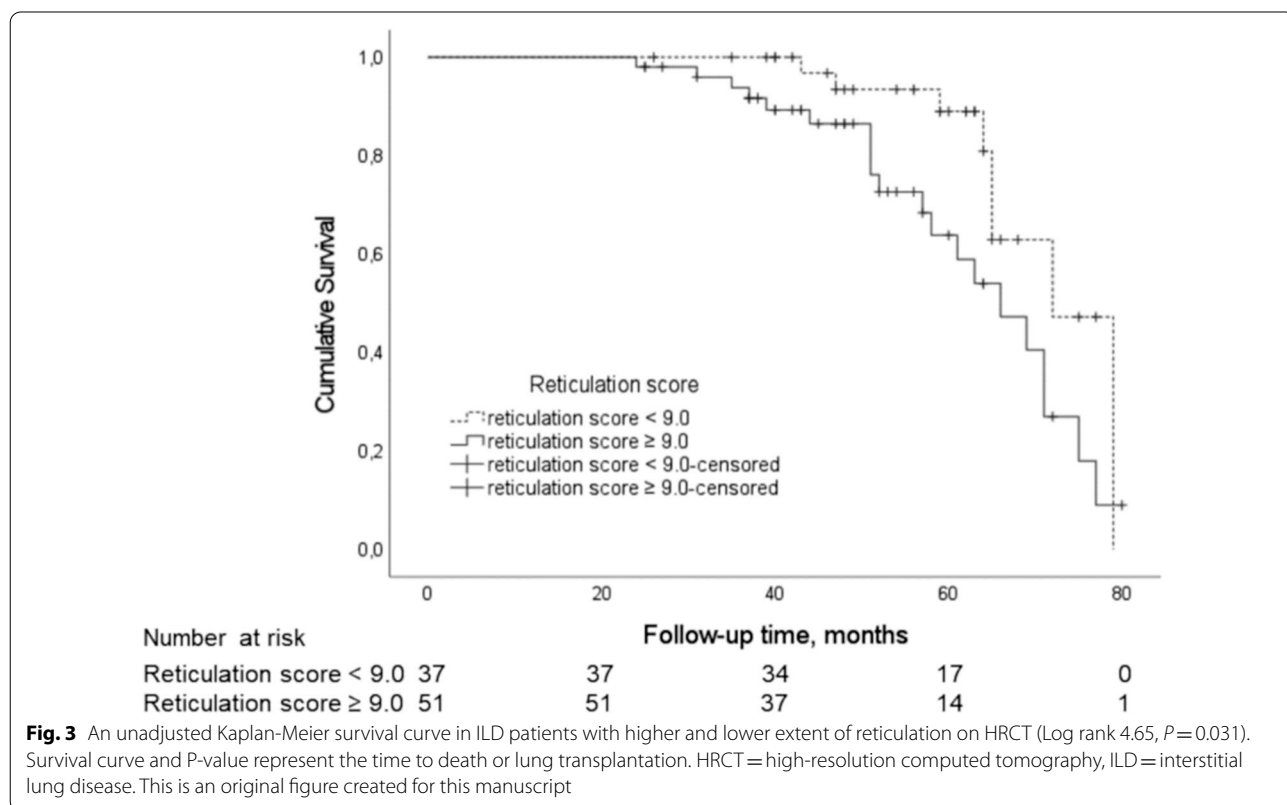 1,0
0,8
0,6
0,4
0,2
0,0
Cumulative Survival
Reticulation score
reticulation score < 9.0
reticulation score ≥ 9.0
reticulation score < 9.0-censored
reticulation score ≥ 9.0-censored
0 20 40 60 80
Number at risk Follow-up time, months
Reticulation score < 9.0 37 37 34 17 0
Reticulation score ≥ 9.0 51 51 37 14 1
Fig. 3 An unadjusted Kaplan-Meier survival curve in ILD patients with higher and lower extent of reticulation on HRCT (Log rank 4.65, P = 0.031).
Survival curve and P-value represent the time to death or lung transplantation. HRCT = high-resolution computed tomography, ILD = interstitial
lung disease. This is an original figure created for this manuscript